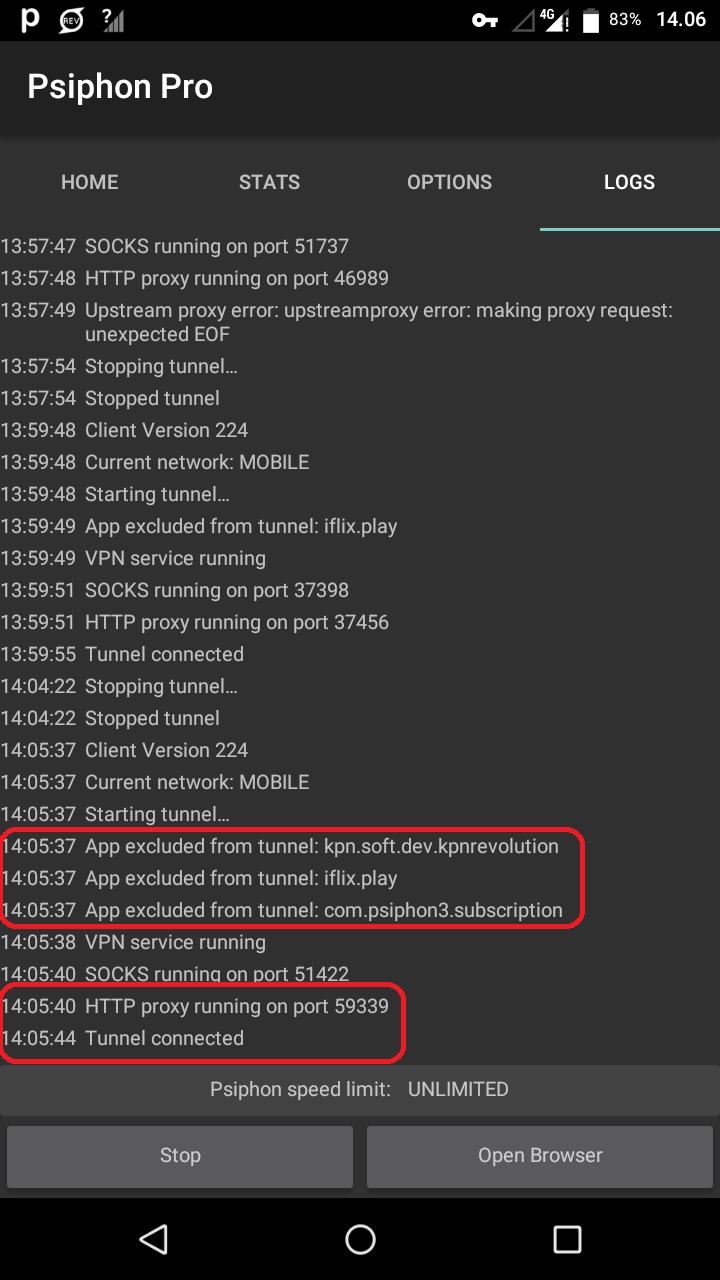 p REV ? 4G ! 83% 14.06
Psiphon Pro
HOME STATS OPTIONS LOGS
13:57:47 SOCKS running on port 51737
13:57:48 HTTP proxy running on port 46989
13:57:49 Upstream proxy error: upstreamproxy error: making proxy request:
unexpected EOF
13:57:54 Stopping tunnel...
13:57:54 Stopped tunnel
13:59:48 Client Version 224
13:59:48 Current network: MOBILE
13:59:48 Starting tunnel...
13:59:49 App excluded from tunnel: iflix.play
13:59:49 VPN service running
13:59:51 SOCKS running on port 37398
13:59:51 HTTP proxy running on port 37456
13:59:55 Tunnel connected
14:04:22 Stopping tunnel...
14:04:22 Stopped tunnel
14:05:37 Client Version 224
14:05:37 Current network: MOBILE
14:05:37 Starting tunnel...
14:05:37 App excluded from tunnel: kpn.soft.dev.kpnrevolution
14:05:37 App excluded from tunnel: iflix.play
14:05:37 App excluded from tunnel: com.psiphon3.subscription
14:05:38 VPN service running
14:05:40 SOCKS running on port 51422
14:05:40 HTTP proxy running on port 59339
14:05:44 Tunnel connected
Psiphon speed limit: UNLIMITED
Stop Open Browser